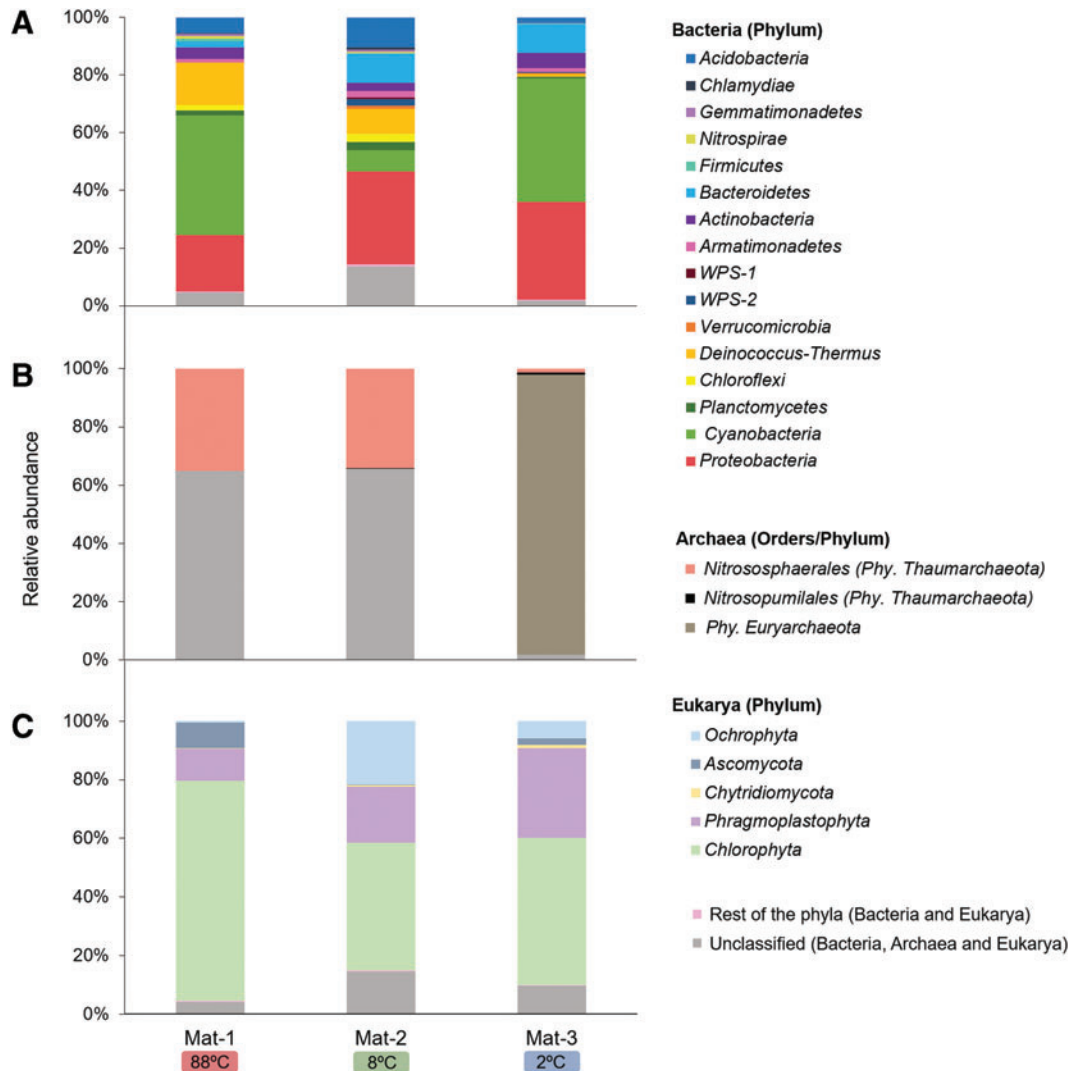 A
100%
80%
60%
40%
20%
0%
B
100%
80%
60%
40%
20%
0%
C
100%
80%
60%
40%
20%
0%
Relative abundance
Mat-1
Mat-2
Mat-3
88ºC
8ºC
2ºC
Bacteria (Phylum)
Acidobacteria
Chlamydiae
Gemmatimonadetes
Nitrospirae
Firmicutes
Bacteroidetes
Actinobacteria
Armatimonadetes
WPS-1
WPS-2
Verrucomicrobia
Deinococcus-Thermus
Chloroflexi
Planctomycetes
Cyanobacteria
Proteobacteria
Archaea (Orders/Phylum)
Nitrososphaerales (Phy. Thaumarchaeota)
Nitrosopumilales (Phy. Thaumarchaeota)
Phy. Euryarchaeota
Eukarya (Phylum)
Ochrophyta
Ascomycota
Chytridiomycota
Phragmoplastophyta
Chlorophyta
Rest of the phyla (Bacteria and Eukarya)
Unclassified (Bacteria, Archaea and Eukarya)